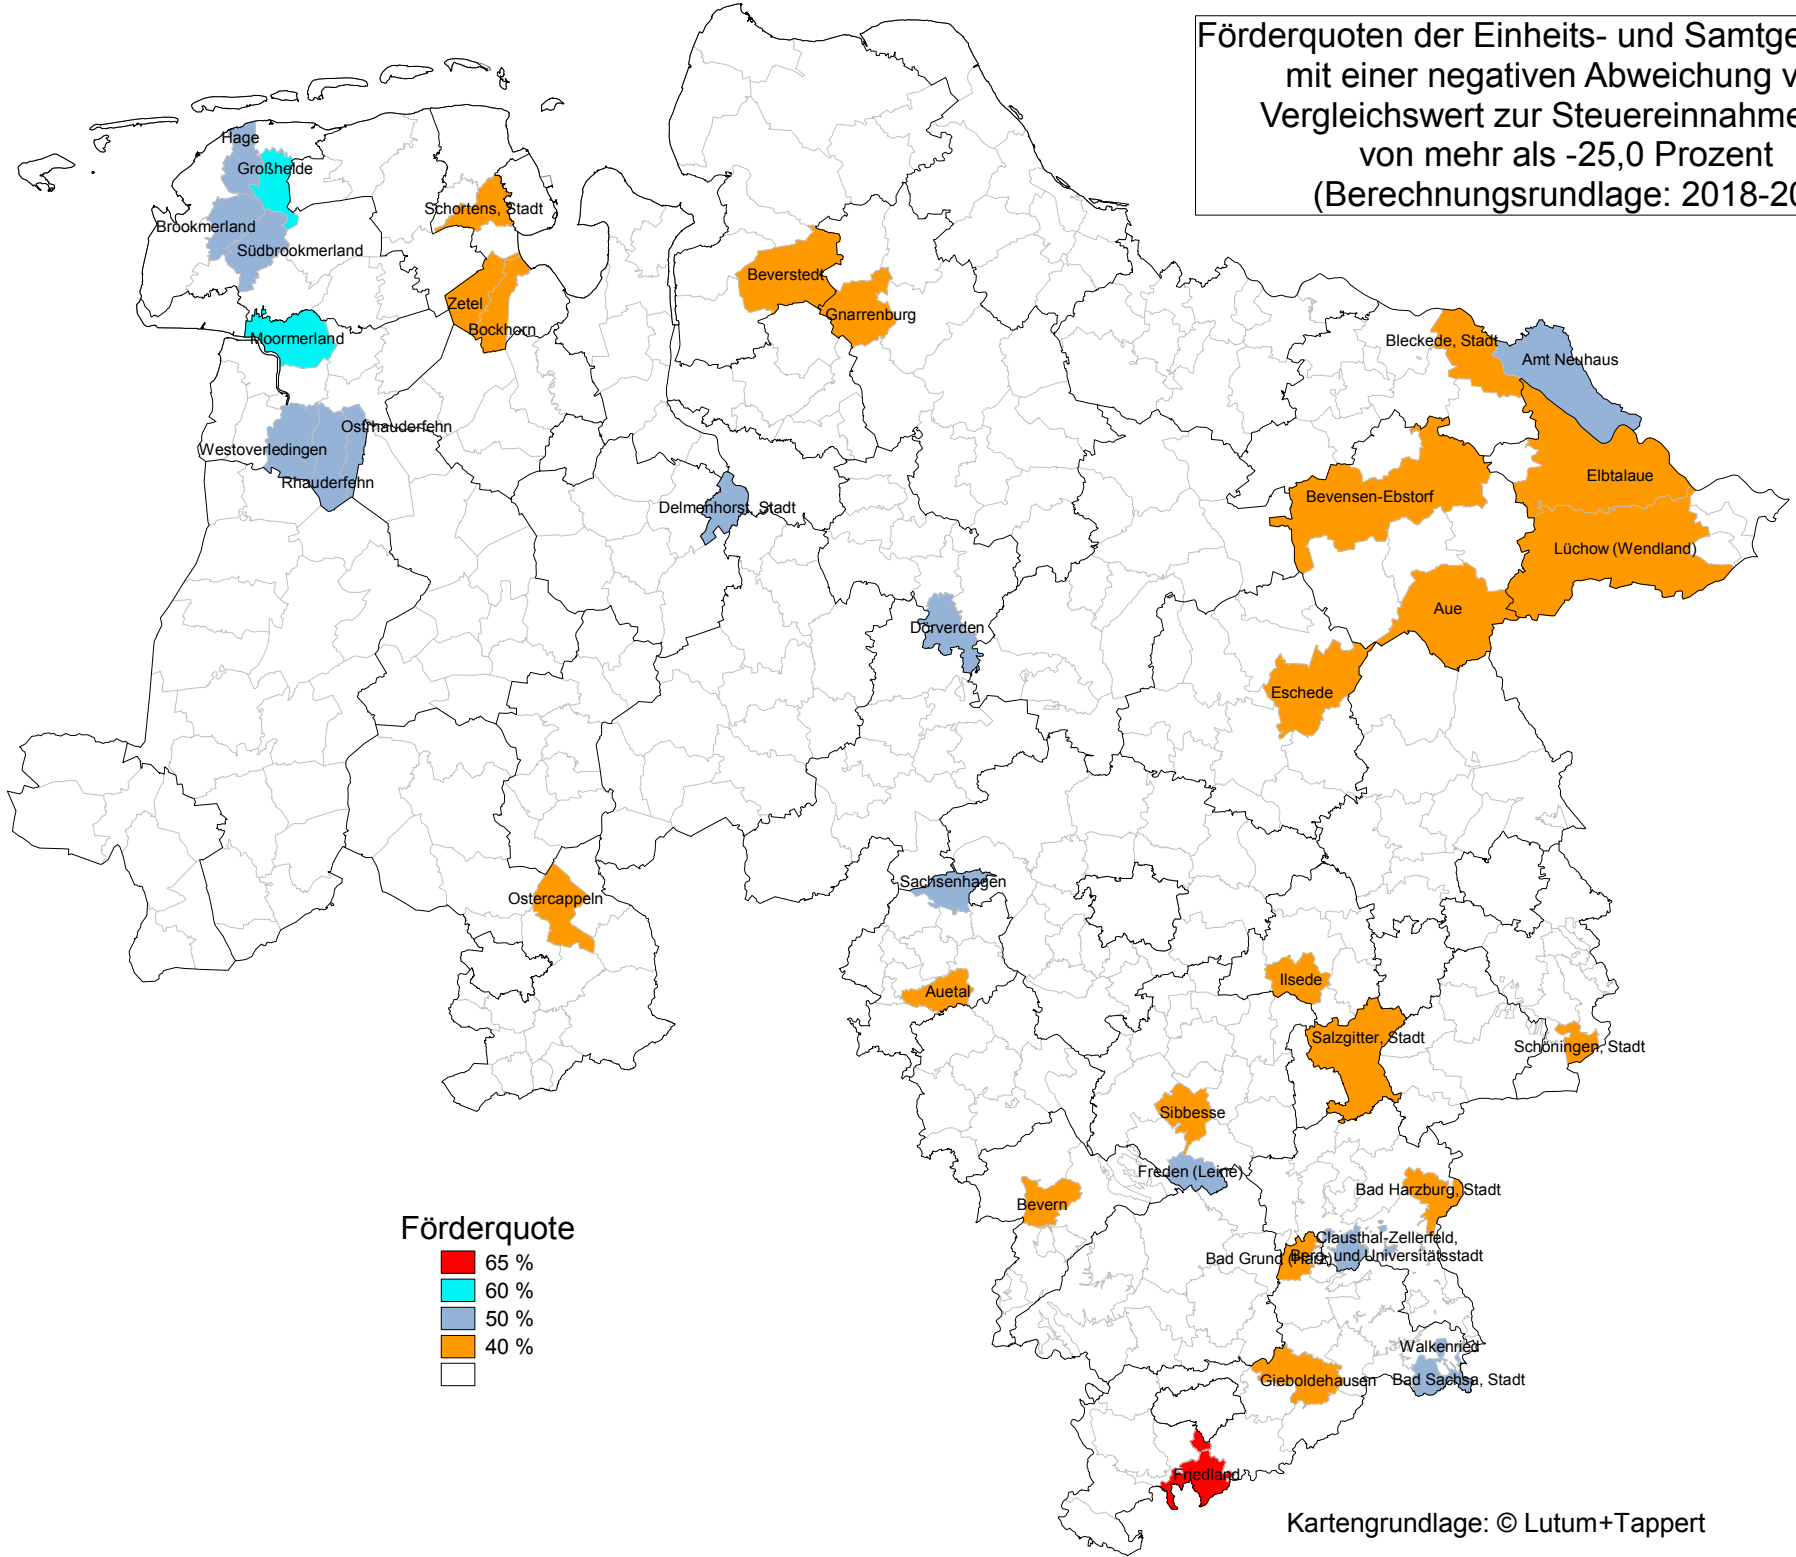 Förderquoten der Einheits- und Samtge
mit einer negativen Abweichung v
Vergleichswert zur Steuereinnahme
von mehr als -25,0 Prozent
(Berechnungsrundlage: 2018-20
Hage
Großheide
Schortens, Stadt
Brookmerland
Südbrookmerland
Beverstedt
Zetel
Gnarrenburg
Bockhorn
Moormerland
Bleckede, Stadt
Amt Neuhaus
Ostrhauderfehn
Westoverledingen
Rhauderfehn
Elbtalaue
Bevensen-Ebstorf
Delmenhorst, Stadt
Lüchow (Wendland)
Aue
Dörverden
Eschede
Sachsenhagen
Ostercappeln
Ilsede
Auetal
Salzgitter, Stadt
Schöningen, Stadt
Sibbesse
Freden (Leine)
Bad Harzburg, Stadt
Bevern
Clausthal-Zellerfeld,
Berg- und Universitätsstadt
Bad Grund (Harz)
Walkenried
Gieboldehausen
Bad Sachsa, Stadt
Friedland
Förderquote
65 %
60 %
50 %
40 %
Kartengrundlage: © Lutum+Tappert